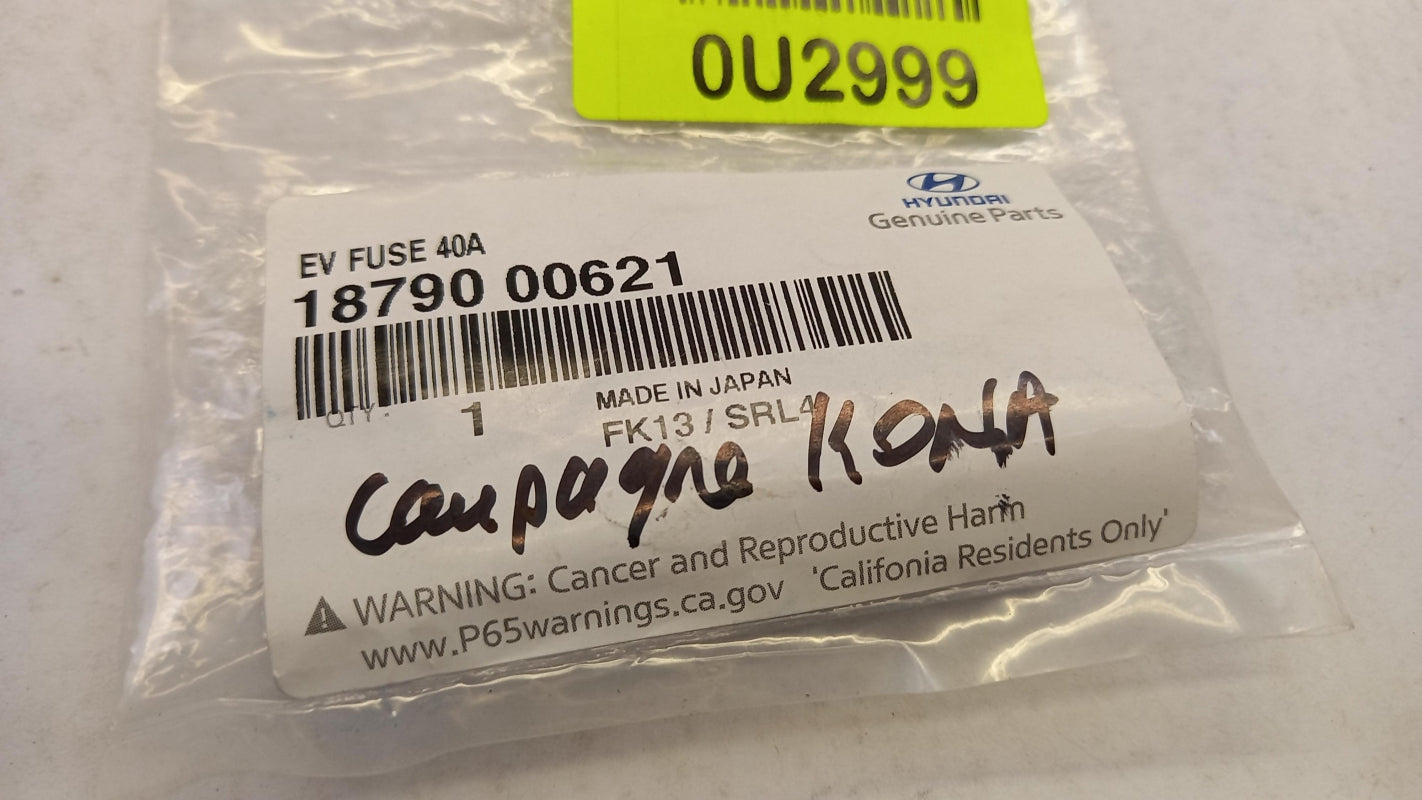 0U2999
HYUNDAI
Genuine Parts
EV FUSE 40A
18790 00621
QTY. 1 MADE IN JAPAN
FK13 / SRL4
Campagne KONA
WARNING: Cancer and Reproductive Harm
www.P65warnings.ca.gov 'Califonia Residents Only'